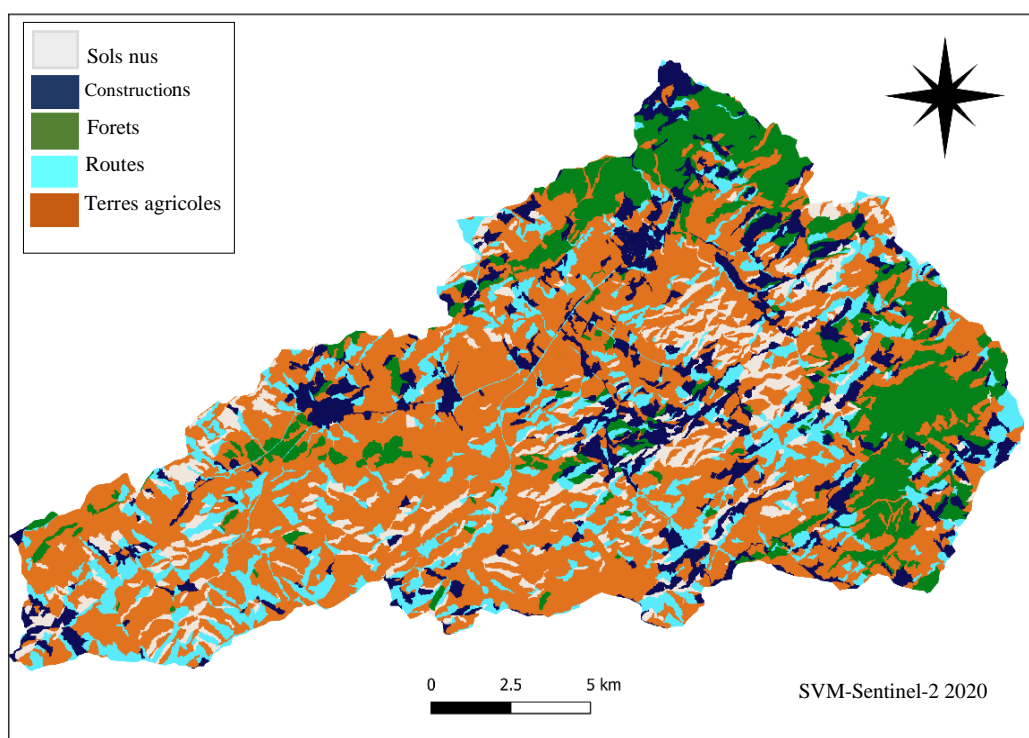 Sols nus
Constructions
Forets
Routes
Terres agricoles
0 2.5 5 km
SVM-Sentinel-2 2020